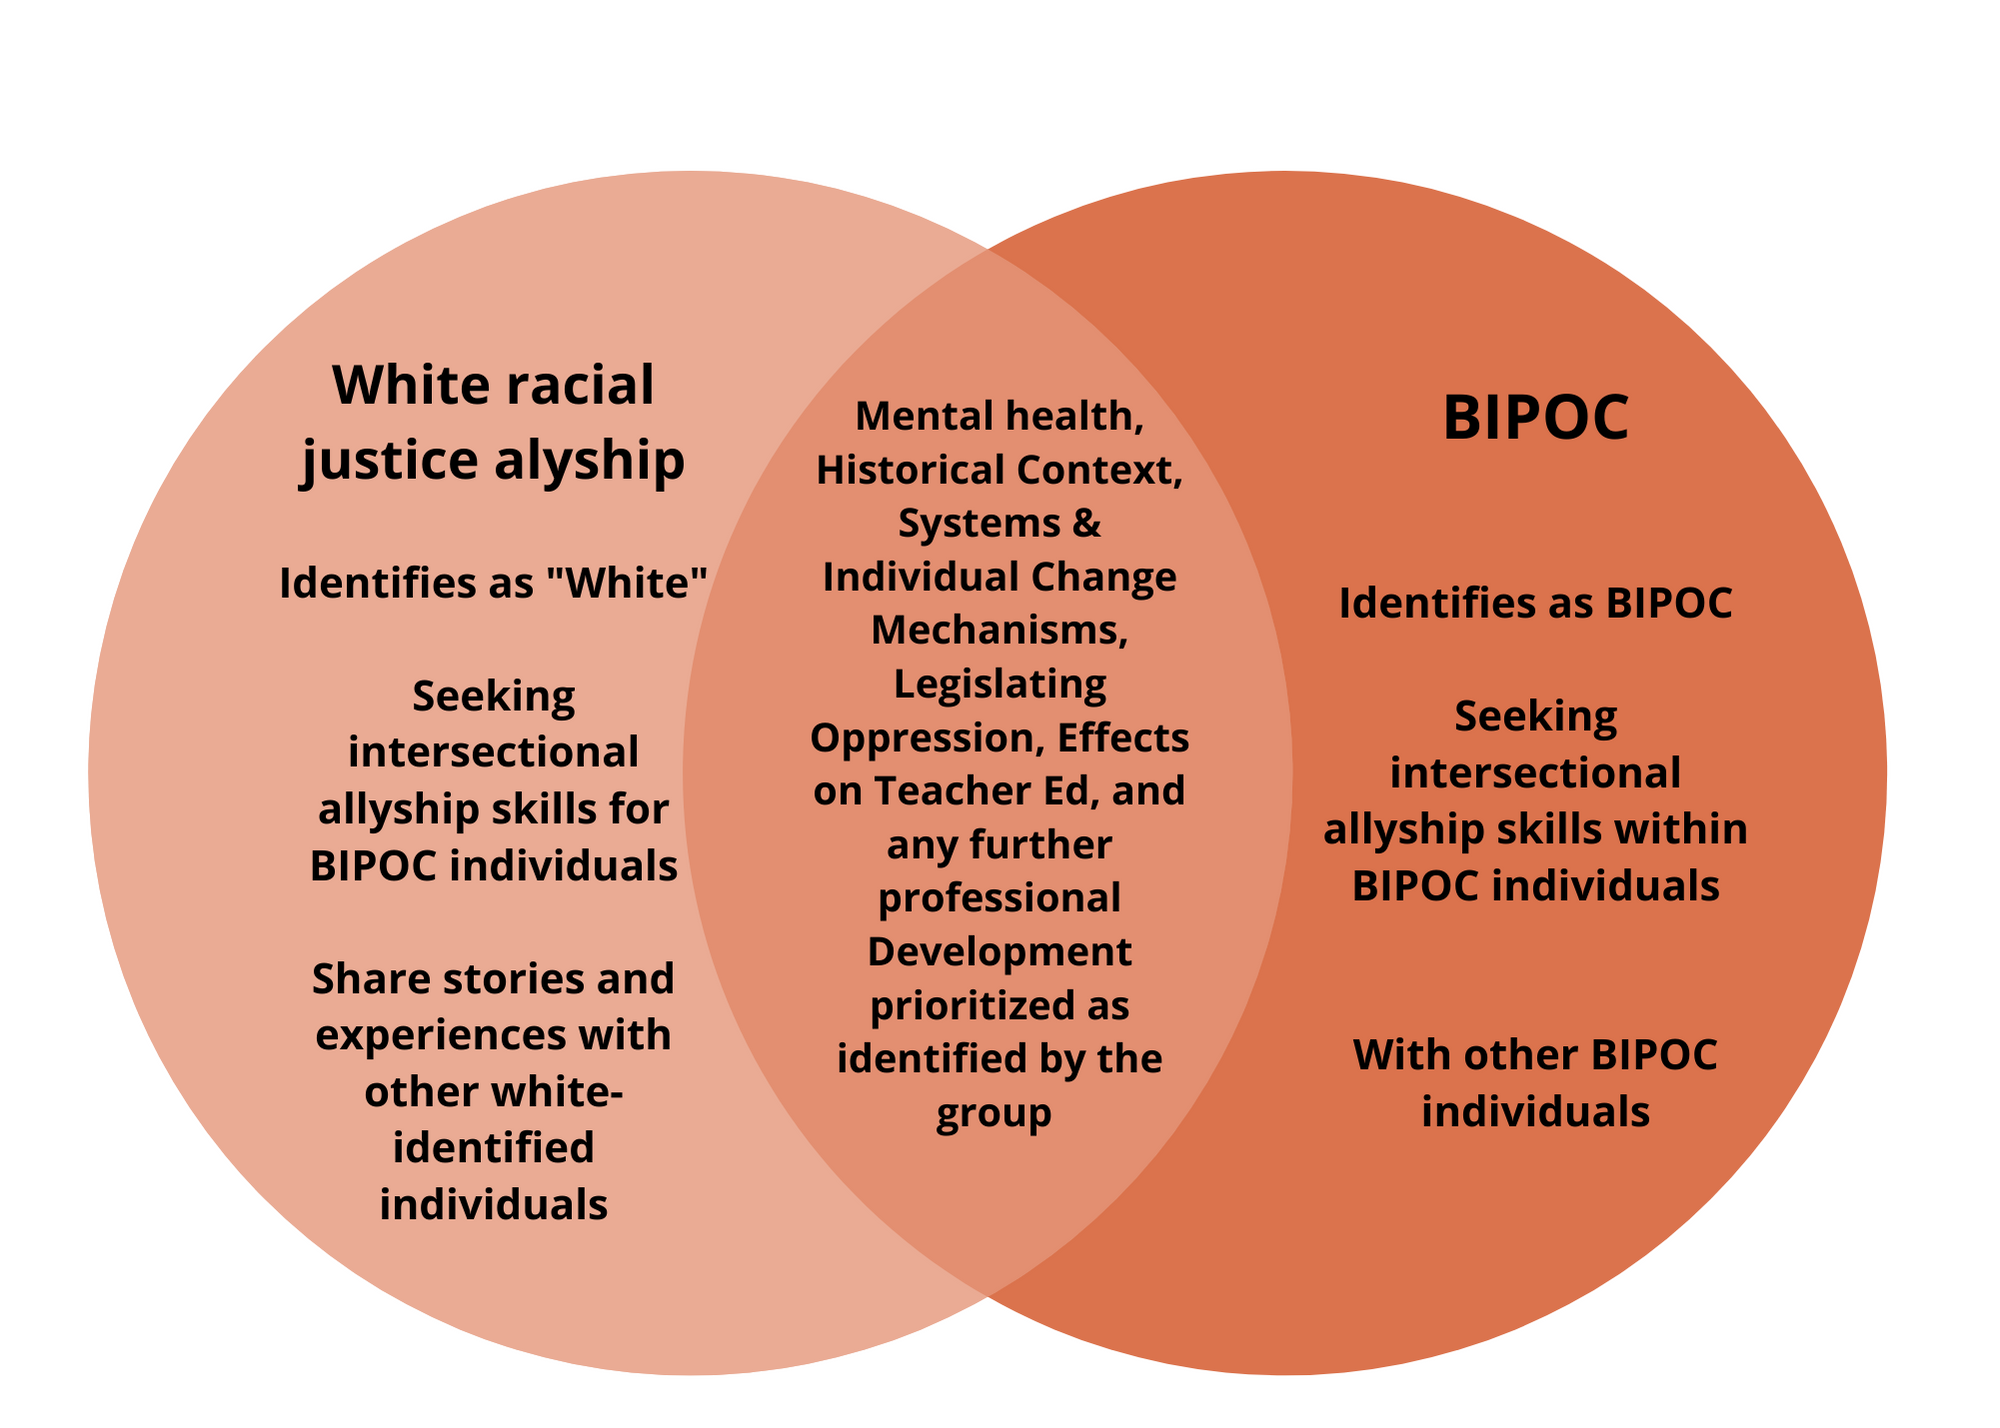 White racial
justice alyship
Identifies as "White"
Seeking
intersectional
allyship skills for
BIPOC individuals
Share stories and
experiences with
other white-
identified
individuals
Mental health,
Historical Context,
Systems &
Individual Change
Mechanisms,
Legislating
Oppression, Effects
on Teacher Ed, and
any further
professional
Development
prioritized as
identified by the
group
BIPOC
Identifies as BIPOC
Seeking
intersectional
allyship skills within
BIPOC individuals
With other BIPOC
individuals